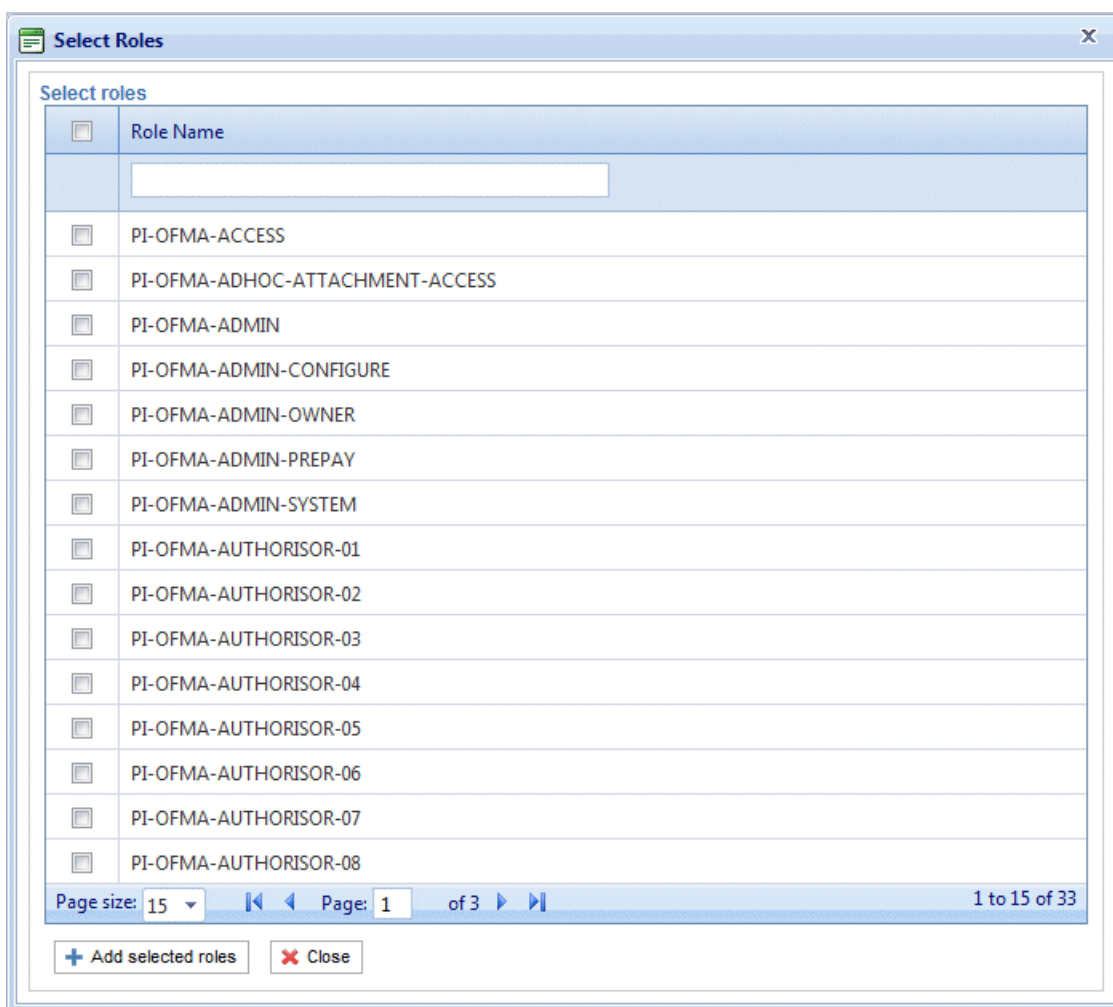 Select Roles
X
Select roles
Role Name
PI-OFMA-ACCESS
PI-OFMA-ADHOC-ATTACHMENT-ACCESS
PI-OFMA-ADMIN
PI-OFMA-ADMIN-CONFIGURE
PI-OFMA-ADMIN-OWNER
PI-OFMA-ADMIN-PREPAY
PI-OFMA-ADMIN-SYSTEM
PI-OFMA-AUTHORISOR-01
PI-OFMA-AUTHORISOR-02
PI-OFMA-AUTHORISOR-03
PI-OFMA-AUTHORISOR-04
PI-OFMA-AUTHORISOR-05
PI-OFMA-AUTHORISOR-06
PI-OFMA-AUTHORISOR-07
PI-OFMA-AUTHORISOR-08
Page size: 15 Page: 1 of 3 1 to 15 of 33
Add selected roles Close